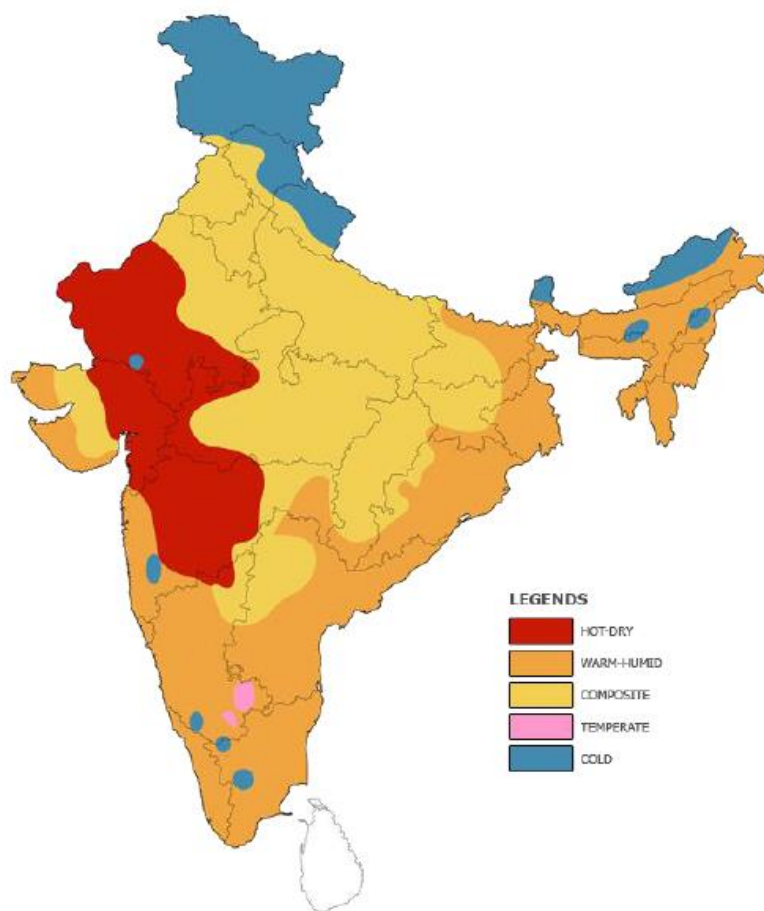 LEGENDS
HOT-DRY
WARM-HUMID
COMPOSITE
TEMPERATE
COLD